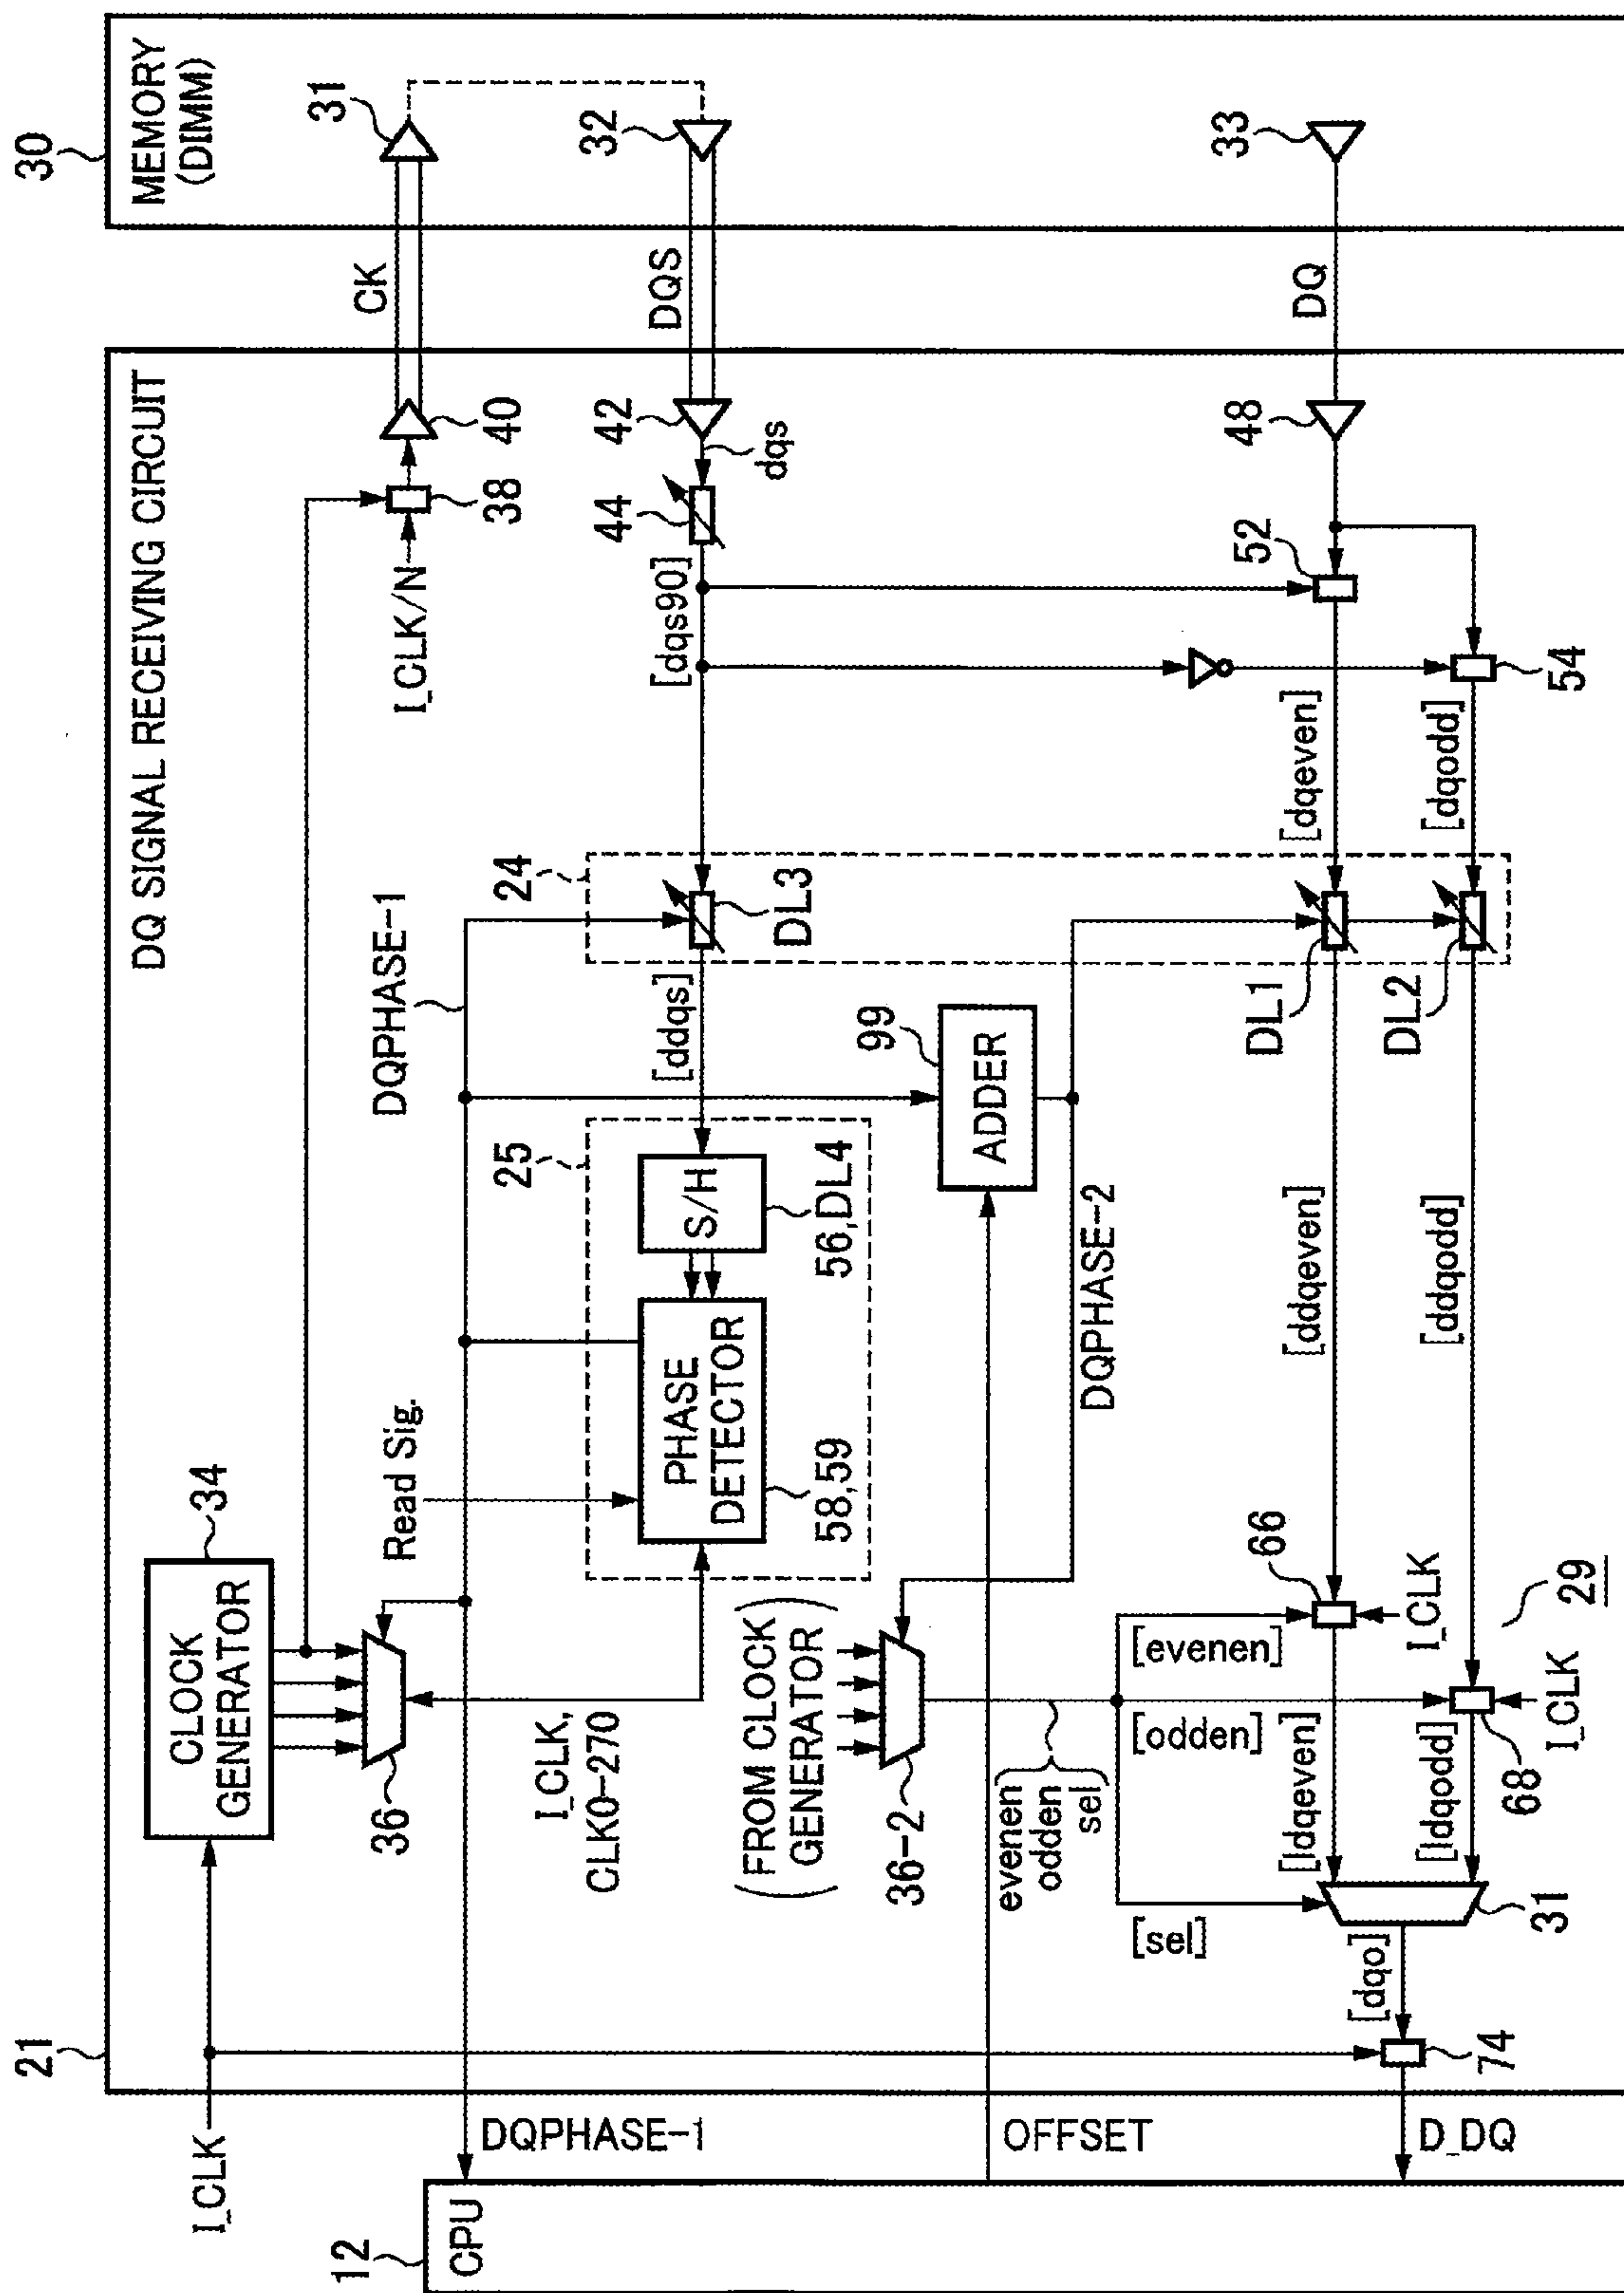 21
DQ SIGNAL RECEIVING CIRCUIT
30
MEMORY
(DIMM)
I_CLK
CLOCK
GENERATOR
34
36
I_CLK/N
38
40
CK
31
DQPHASE-1
Read Sig.
DQPHASE-1
I_CLK,
CLK0-270
25
PHASE
DETECTOR
58,59
S/H
56,DL4
[ddqs]
24
DL3
[dqs90]
44
dqs
42
DQS
32
12
CPU
(FROM CLOCK
GENERATOR)
36-2
ADDER
99
OFFSET
DQPHASE-2
evenen
odden
sel
[evenen]
[odden]
[sel]
66
I_CLK
[ddqeven]
DL1
[dqeven]
52
48
DQ
33
[ldqeven]
[ldqodd]
68
I_CLK
29
[ddqodd]
DL2
[dqodd]
54
31
[dqo]
74
D_DQ